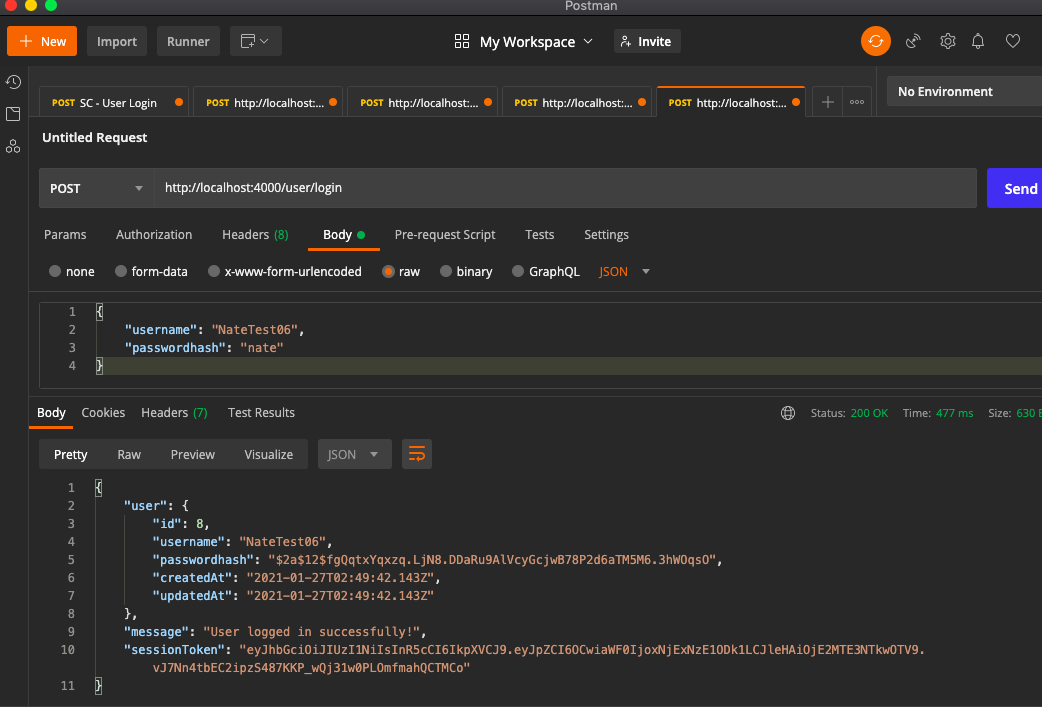 Postman
+ New Import Runner My Workspace Invite
POST SC - User Login POST http://localhost:... POST http://localhost:... POST http://localhost:... POST http://localhost:... No Environment
Untitled Request
POST http://localhost:4000/user/login Send
Params Authorization Headers (8) Body Pre-request Script Tests Settings
none form-data x-www-form-urlencoded raw binary GraphQL JSON
1 {
2 "username": "NateTest06",
3 "passwordhash": "nate"
4 }
Body Cookies Headers (7) Test Results Status: 200 OK Time: 477 ms Size: 630 B
Pretty Raw Preview Visualize JSON
1 {
2 "user": {
3 "id": 8,
4 "username": "NateTest06",
5 "passwordhash": "$2a$12$fgQqtxYqxzq.LjN8.DDaRu9AlVcyGcjwB78P2d6aTM5M6.3hWOqsO",
6 "createdAt": "2021-01-27T02:49:42.143Z",
7 "updatedAt": "2021-01-27T02:49:42.143Z"
8 },
9 "message": "User logged in successfully!",
10 "sessionToken": "eyJhbGciOiJIUzI1NiIsInR5cCI6IkpXVCJ9.eyJpZCI6OCwiaWF0IjoxNjExNzE1ODk1LCJleHAiOjE2MTE3NTkwOTV9.
vJ7Nn4tbEC2ipzS487KKP_wQj31w0PLOmfmahQCTMCo"
11 }